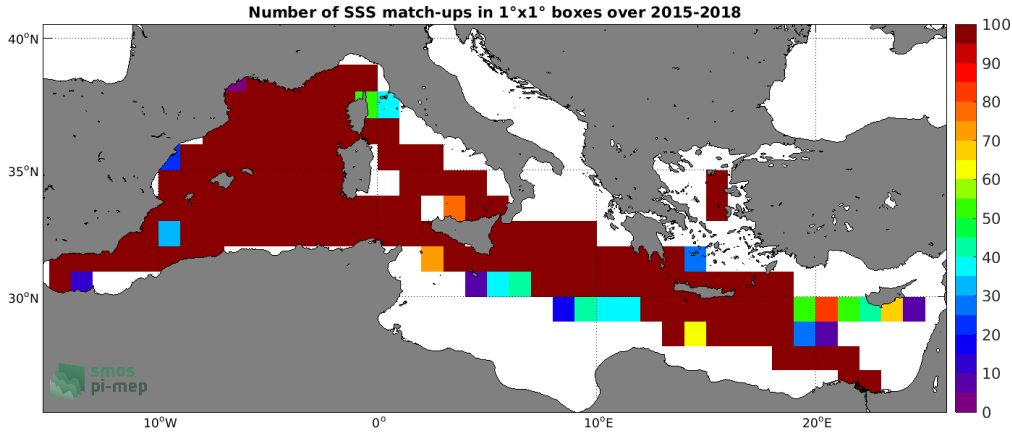 Number of SSS match-ups in 1°x1° boxes over 2015-2018
40°N
35°N
30°N
10°W
0°
10°E
20°E
100
90
80
70
60
50
40
30
20
10
0
smos
pi-mep